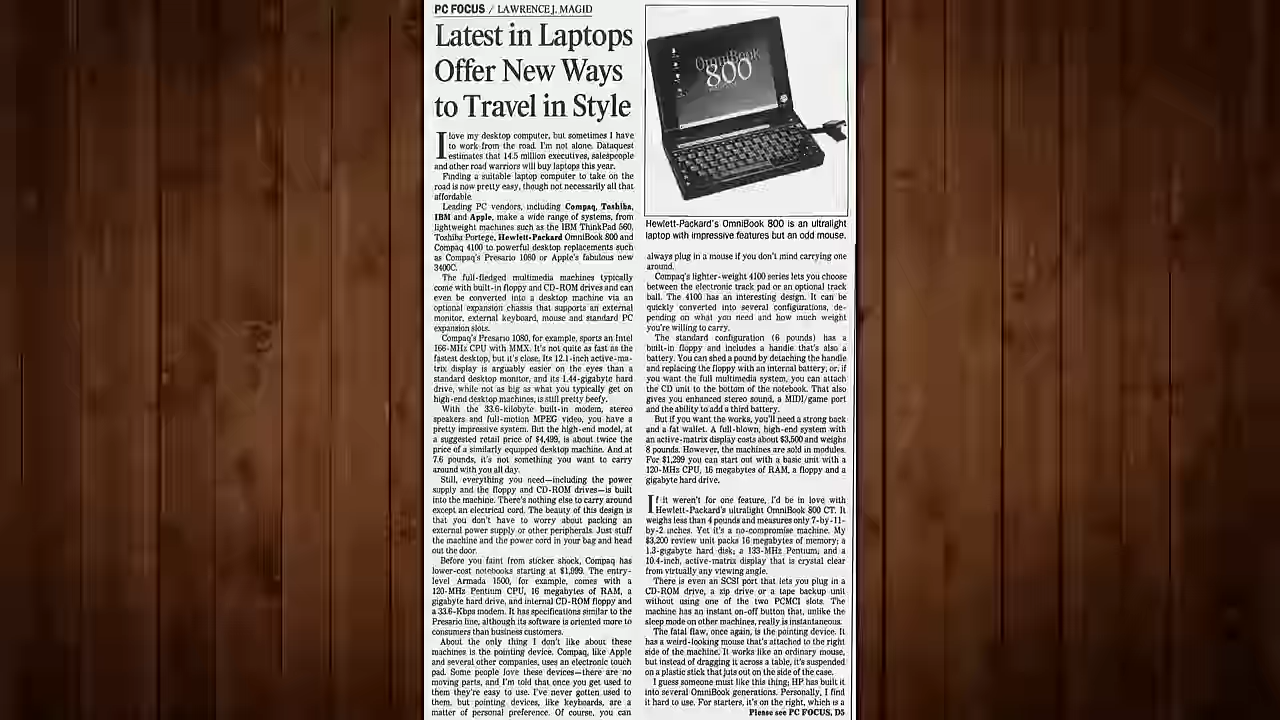 PC FOCUS / LAWRENCE J. MAGID
Latest in Laptops
Offer New Ways
to Travel in Style
I love my desktop computer, but sometimes I have
to work from the road. I'm not alone. Dataquest
estimates that 14.5 million executives, salespeople
and other road warriors will buy laptops this year.
Finding a suitable laptop computer to take on the
road is now pretty easy, though not necessarily all that
affordable.
Leading PC vendors, including Compaq, Toshiba,
IBM and Apple, make a wide range of systems, from
lightweight machines such as the IBM ThinkPad 560,
Toshiba Portege, Hewlett-Packard OmniBook 800 and
Compaq 4100 to powerful desktop replacements such
as Compaq's Presario 1080 or Apple's fabulous new
3400C.
The full-fledged multimedia machines typically
come with built-in floppy and CD-ROM drives and can
even be converted into a desktop machine via an
optional expansion chassis that supports an external
monitor, external keyboard, mouse and standard PC
expansion slots.
Compaq's Presario 1080, for example, sports an Intel
166-MHz CPU with MMX. It's not quite as fast as the
fastest desktop, but it's close. Its 12.1-inch active-ma-
trix display is arguably easier on the eyes than a
standard desktop monitor, and its 1.44-gigabyte hard
drive, while not as big as what you typically get on
high-end desktop machines, is still pretty beefy.
With the 33.6-kilobyte built-in modem, stereo
speakers and full-motion MPEG video, you have a
pretty impressive system. But the high-end model, at
a suggested retail price of $4,499, is about twice the
price of a similarly equipped desktop machine. And at
7.6 pounds, it's not something you want to carry
around with you all day.
Still, everything you need—including the power
supply and the floppy and CD-ROM drives—is built
into the machine. There's nothing else to carry around
except an electrical cord. The beauty of this design is
that you don't have to worry about packing an
external power supply or other peripherals. Just stuff
the machine and the power cord in your bag and head
out the door.
Before you faint from sticker shock, Compaq has
lower-cost notebooks starting at $1,999. The entry-
level Armada 1500, for example, comes with a
120-MHz Pentium CPU, 16 megabytes of RAM, a
gigabyte hard drive, and internal CD-ROM floppy and
a 33.6-Kbps modem. It has specifications similar to the
Presario line, although its software is oriented more to
consumers than business customers.
About the only thing I don't like about these
machines is the pointing device. Compaq, like Apple
and several other companies, uses an electronic touch
pad. Some people love these devices—there are no
moving parts, and I'm told that once you get used to
them they're easy to use. I've never gotten used to
them, but pointing devices, like keyboards, are a
matter of personal preference. Of course, you can
OmniBook
800
Hewlett-Packard's OmniBook 800 is an ultralight
laptop with impressive features but an odd mouse.
always plug in a mouse if you don't mind carrying one
around.
Compaq's lighter-weight 4100 series lets you choose
between the electronic track pad or an optional track
ball. The 4100 has an interesting design. It can be
quickly converted into several configurations, de-
pending on what you need and how much weight
you're willing to carry.
The standard configuration (6 pounds) has a
built-in floppy and includes a handle that's also a
battery. You can shed a pound by detaching the handle
and replacing the floppy with an internal battery, or, if
you want the full multimedia system, you can attach
the CD unit to the bottom of the notebook. That also
gives you enhanced stereo sound, a MIDI/game port
and the ability to add a third battery.
But if you want the works, you'll need a strong back
and a fat wallet. A full-blown, high-end system with
an active-matrix display costs about $3,500 and weighs
8 pounds. However, the machines are sold in modules.
For $1,299 you can start out with a basic unit with a
120-MHz CPU, 16 megabytes of RAM, a floppy and a
gigabyte hard drive.
If it weren't for one feature, I'd be in love with
Hewlett-Packard's ultralight OmniBook 800 CT. It
weighs less than 4 pounds and measures only 7-by-11-
by-2 inches. Yet it's a no-compromise machine. My
$3,200 review unit packs 16 megabytes of memory; a
1.3-gigabyte hard disk; a 133-MHz Pentium; and a
10.4-inch, active-matrix display that is crystal clear
from virtually any viewing angle.
There is even an SCSI port that lets you plug in a
CD-ROM drive, a zip drive or a tape backup unit
without using one of the two PCMCI slots. The
machine has an instant on-off button that, unlike the
sleep mode on other machines, really is instantaneous.
The fatal flaw, once again, is the pointing device. It
has a weird-looking mouse that's attached to the right
side of the machine. It works like an ordinary mouse,
but instead of dragging it across a table, it's suspended
on a plastic stick that juts out on the side of the case.
I guess someone must like this thing; HP has built it
into several OmniBook generations. Personally, I find
it hard to use. For starters, it's on the right, which is a
Please see PC FOCUS, D5